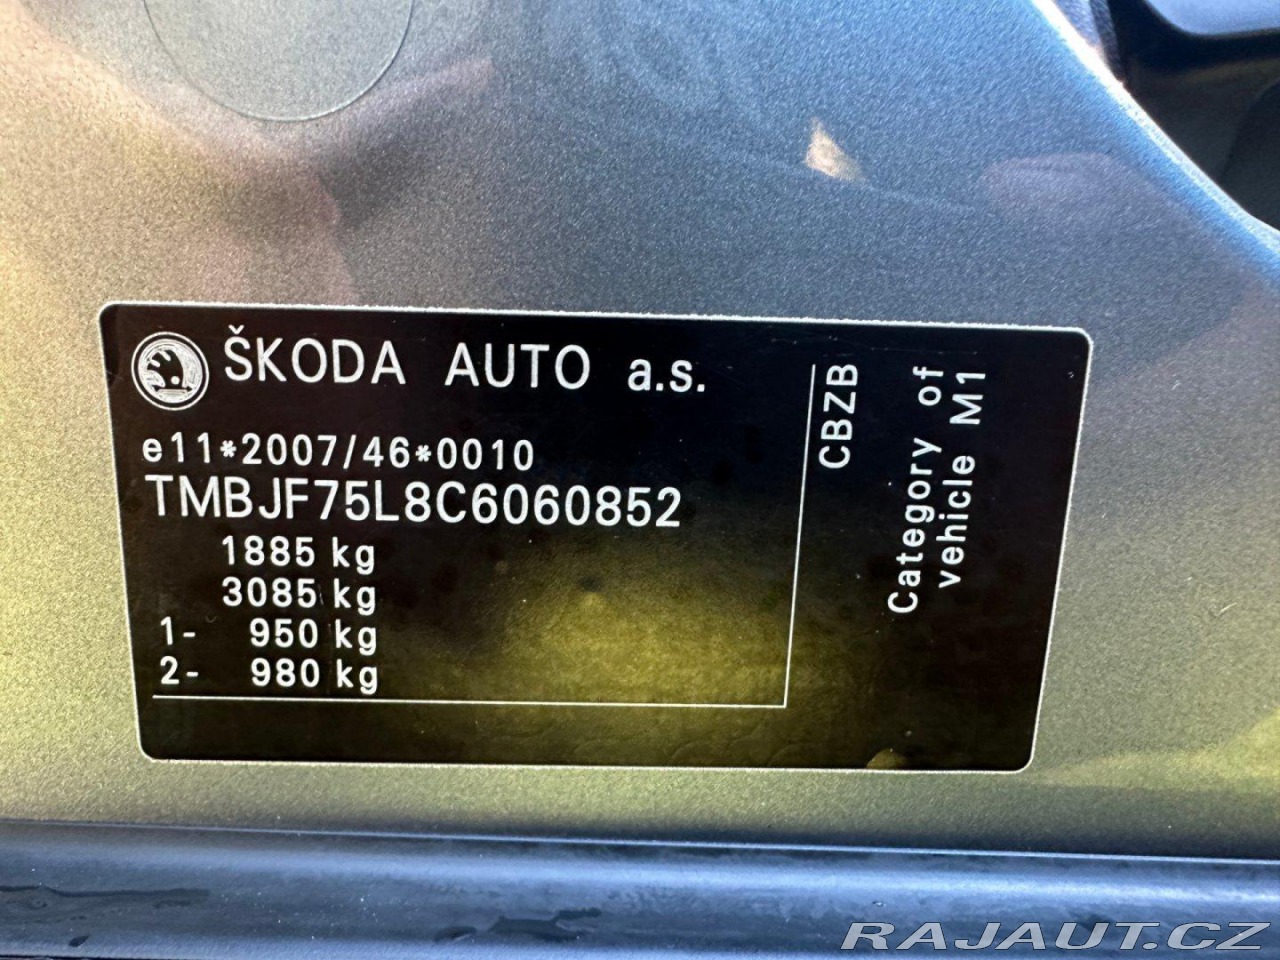 ŠKODA AUTO a.s.
e11*2007/46*0010
TMBJF75L8C6060852
1885 kg
3085 kg
1- 950 kg
2- 980 kg
CBZB
Category of
vehicle M1
RAJAUT.CZ